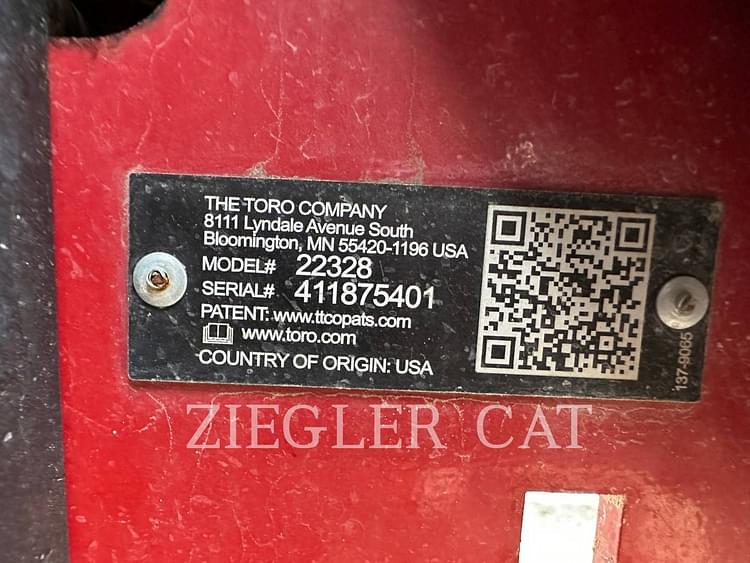 THE TORO COMPANY
8111 Lyndale Avenue South
Bloomington, MN 55420-1196 USA
MODEL# 22328
SERIAL# 411875401
PATENT: www.ttcopats.com
www.toro.com
COUNTRY OF ORIGIN: USA
137-9065
ZIEGLER CAT